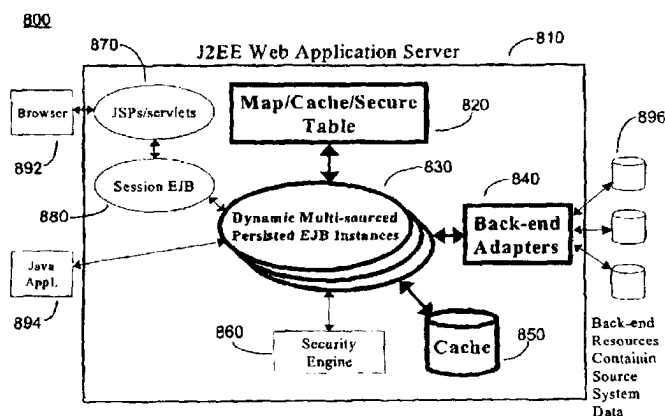 800
870
J2EE Web Application Server
810
Browser
892
JSPs/servlets
Map/Cache/Secure
Table
820
896
Session EJB
880
830
840
Dynamic Multi-sourced
Persisted EJB Instances
Back-end
Adapters
Java
Appl.
894
860
Security
Engine
Cache
850
Back-end
Resources
Containin
Source
System
Data